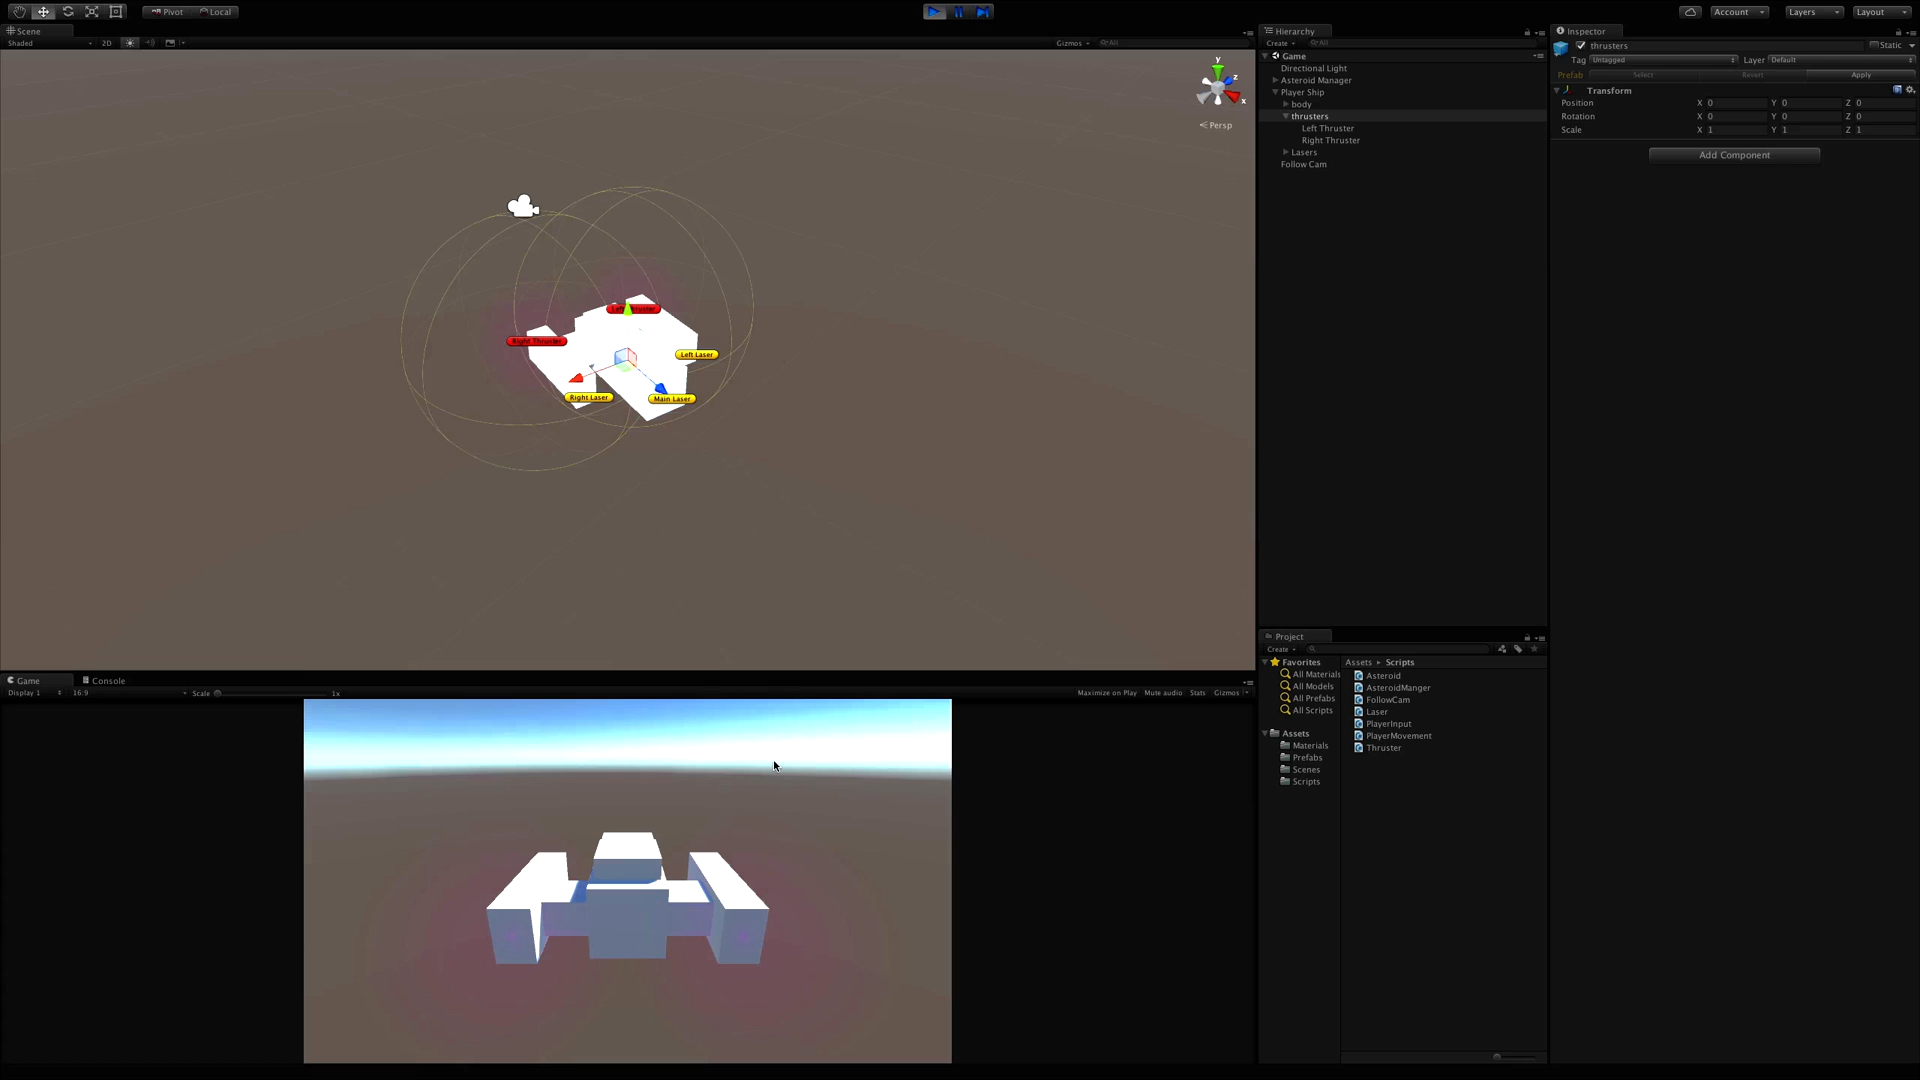 Pivot
Local
Account
Layers
Layout
Scene
Shaded
2D
Gizmos
All
y
z
x
Persp
Left Thruster
Right Thruster
Left Laser
Right Laser
Main Laser
Hierarchy
Create
All
Game
Directional Light
Asteroid Manager
Player Ship
body
thrusters
Left Thruster
Right Thruster
Lasers
Follow Cam
Inspector
thrusters
Static
Tag Untagged Layer Default
Prefab Select Revert Apply
Transform
Position X 0 Y 0 Z 0
Rotation X 0 Y 0 Z 0
Scale X 1 Y 1 Z 1
Add Component
Project
Create
Favorites
All Materials
All Models
All Prefabs
All Scripts
Assets
Materials
Prefabs
Scenes
Scripts
Assets Scripts
Asteroid
AsteroidManger
FollowCam
Laser
PlayerInput
PlayerMovement
Thruster
Game Console
Display 1 16:9 Scale 1x
Maximize on Play Mute audio Stats Gizmos